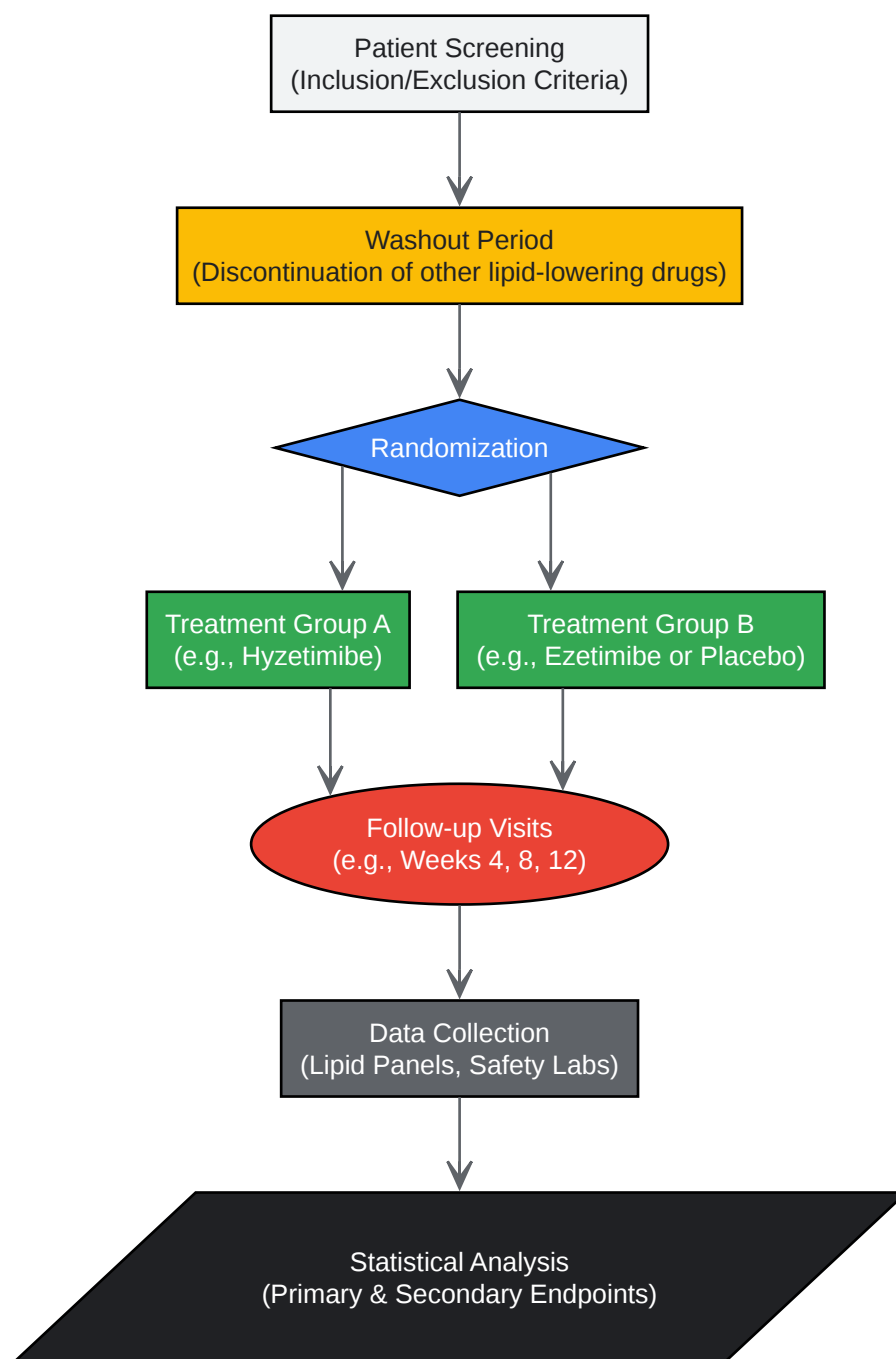 Patient Screening
(Inclusion/Exclusion Criteria)
Washout Period
(Discontinuation of other lipid-lowering drugs)
Randomization
Treatment Group A
(e.g., Hyzetimibe)
Treatment Group B
(e.g., Ezetimibe or Placebo)
Follow-up Visits
(e.g., Weeks 4, 8, 12)
Data Collection
(Lipid Panels, Safety Labs)
Statistical Analysis
(Primary & Secondary Endpoints)